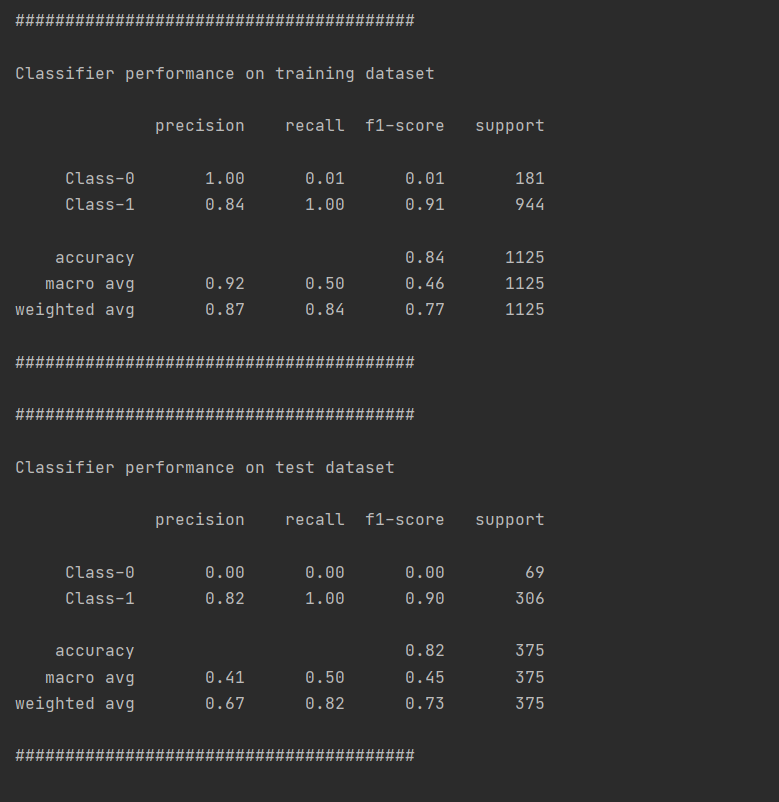 ########################################
Classifier performance on training dataset
precision recall f1-score support
Class-0 1.00 0.01 0.01 181
Class-1 0.84 1.00 0.91 944
accuracy 0.84 1125
macro avg 0.92 0.50 0.46 1125
weighted avg 0.87 0.84 0.77 1125
########################################
########################################
Classifier performance on test dataset
precision recall f1-score support
Class-0 0.00 0.00 0.00 69
Class-1 0.82 1.00 0.90 306
accuracy 0.82 375
macro avg 0.41 0.50 0.45 375
weighted avg 0.67 0.82 0.73 375
########################################